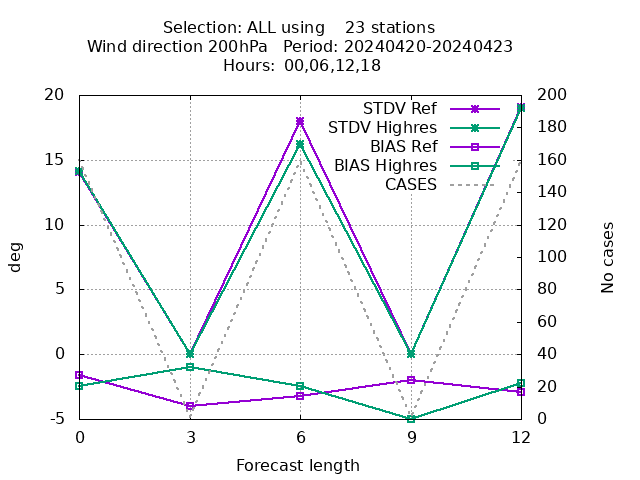 Selection: ALL using    23 stations
Wind direction 200hPa   Period: 20240420-20240423
Hours: 00,06,12,18
STDV Ref
STDV Highres
BIAS Ref
BIAS Highres
CASES
20
15
10
5
0
-5
deg
200
180
160
140
120
100
80
60
40
20
0
No cases
0 3 6 9 12
Forecast length